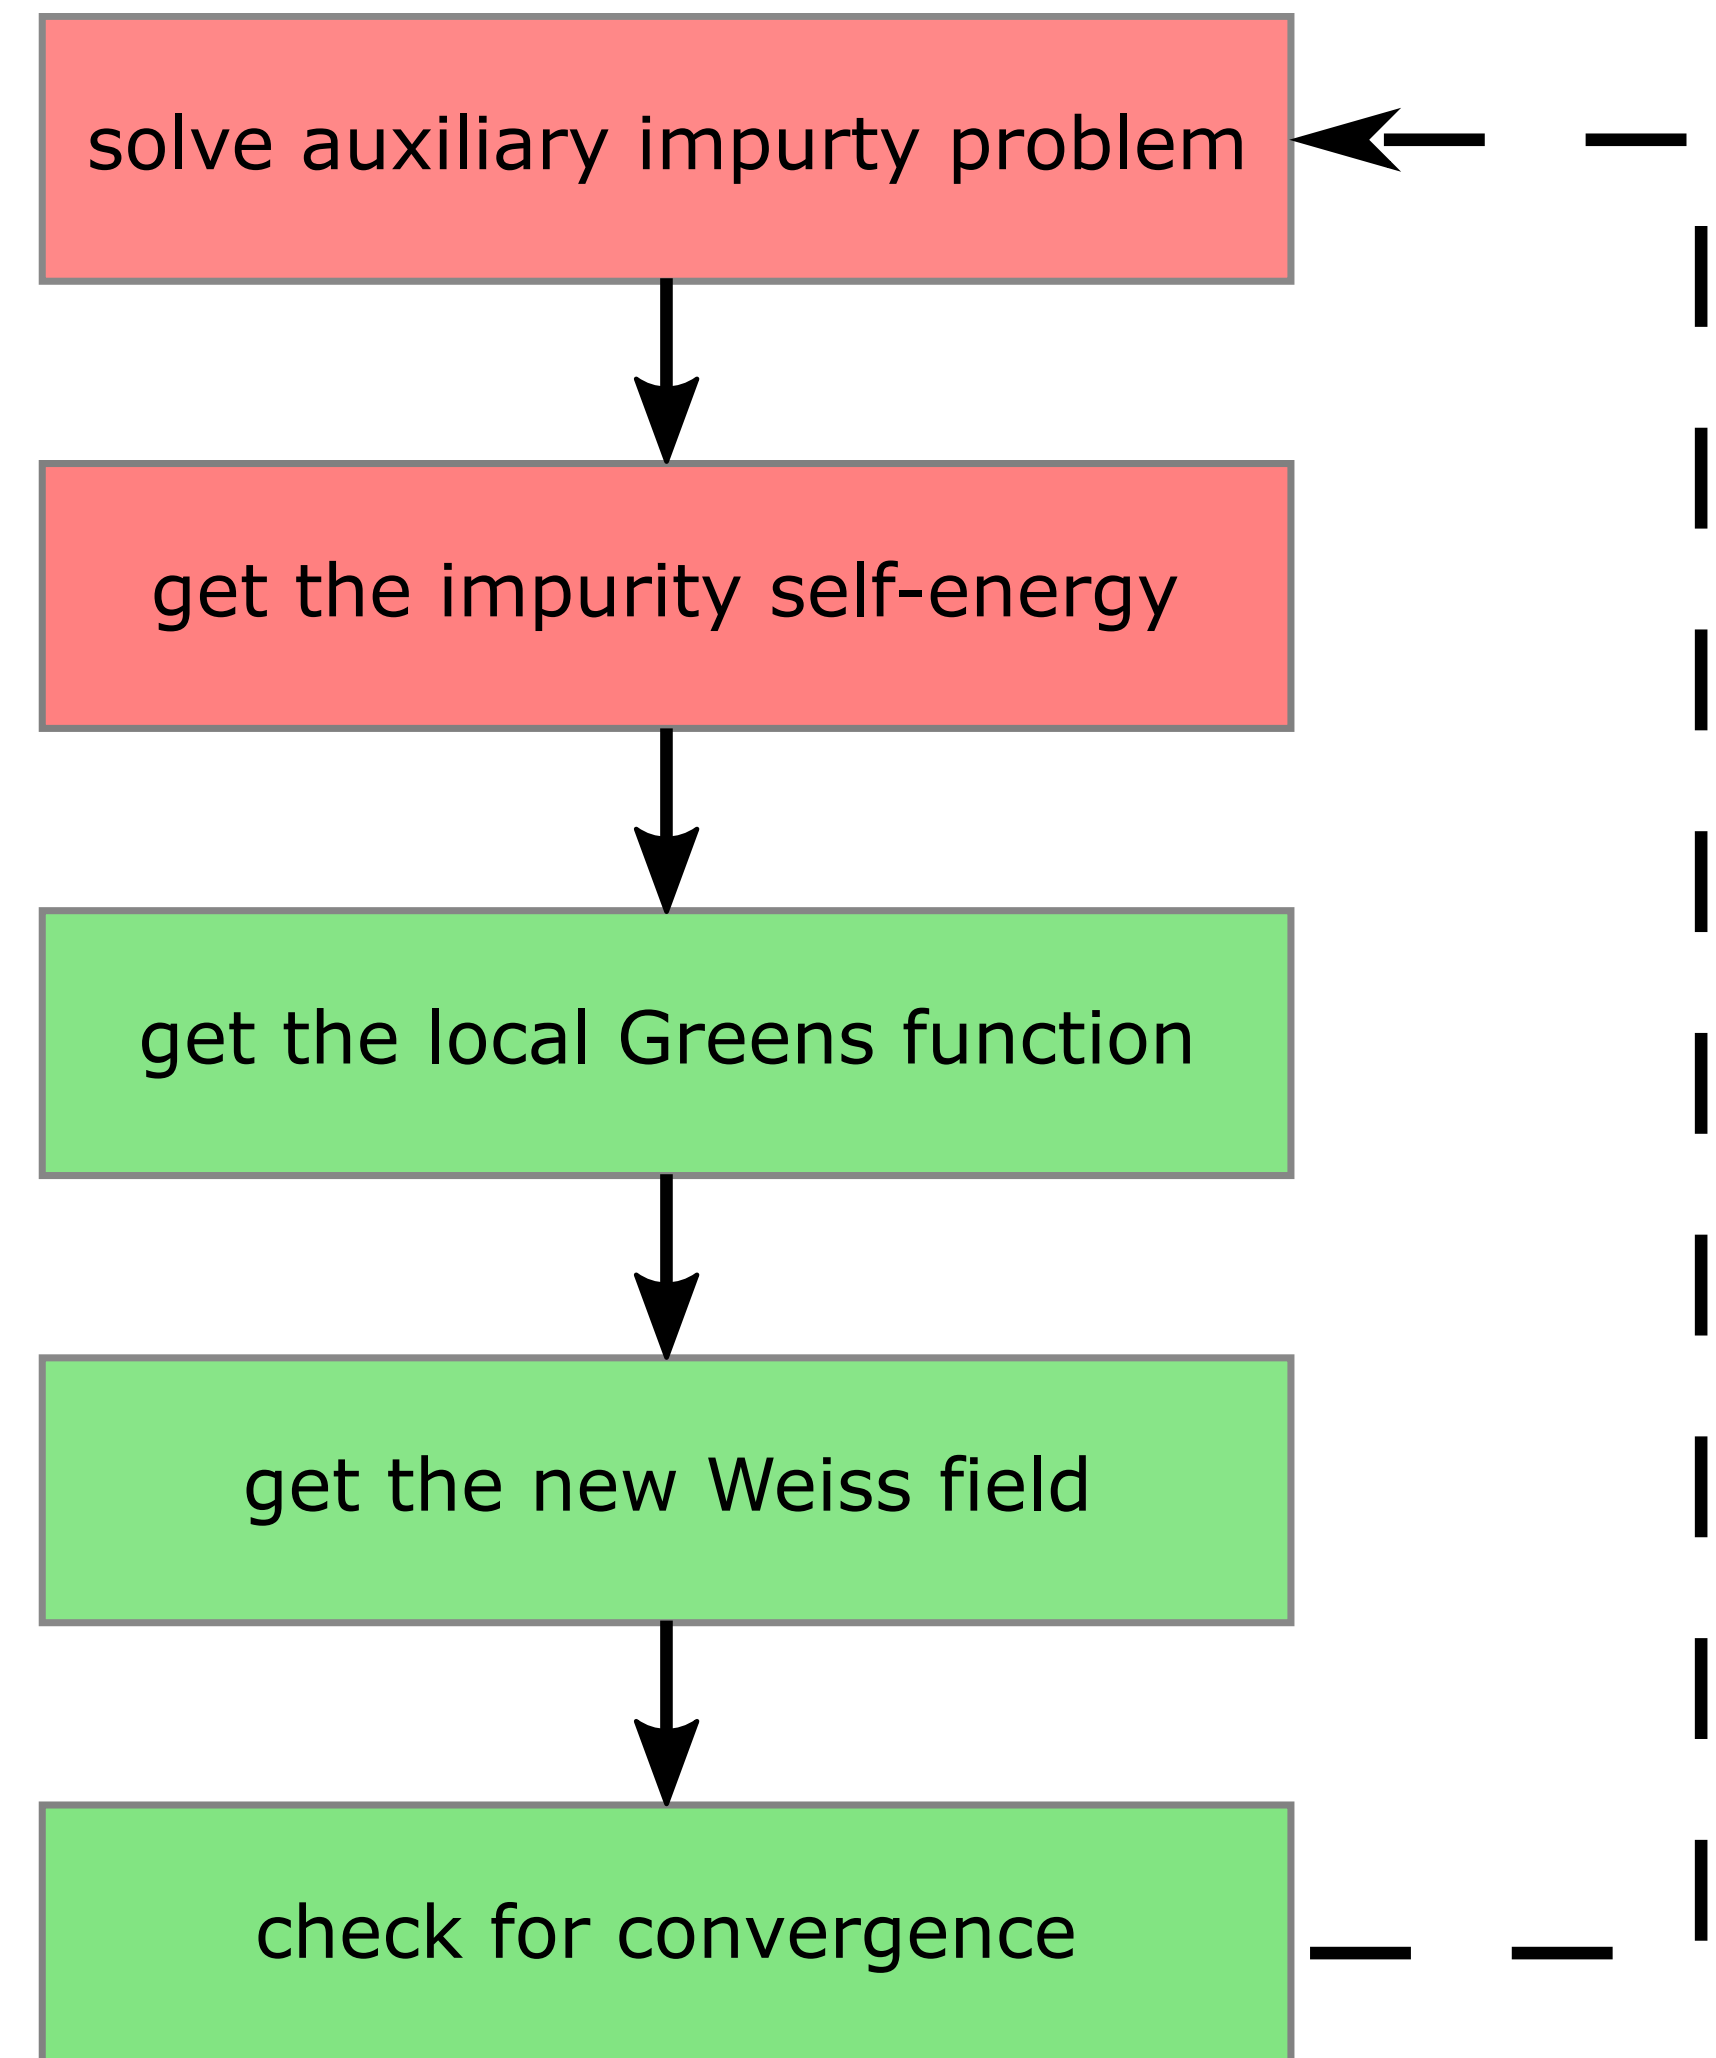 solve auxiliary impurty problem
get the impurity self-energy
get the local Greens function
get the new Weiss field
check for convergence